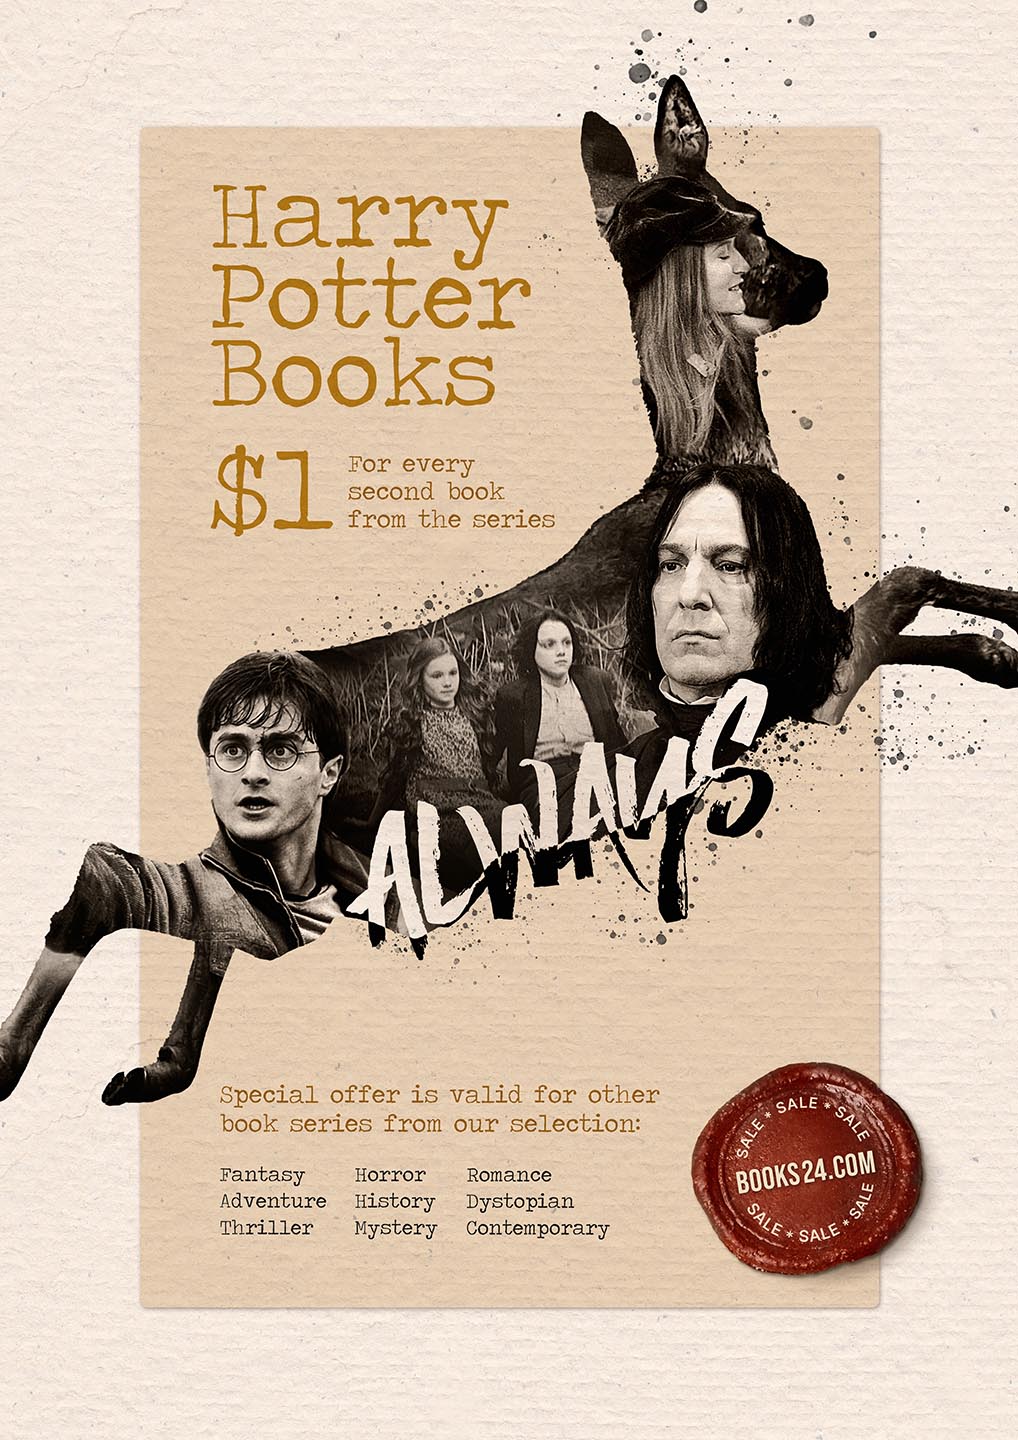 Harry
Potter
Books
$1
For every
second book
from the series
ALWAYS
Special offer is valid for other
book series from our selection:
Fantasy Horror Romance
Adventure History Dystopian
Thriller Mystery Contemporary
SALE * SALE * SALE
BOOKS24.COM
SALE * SALE * SALE